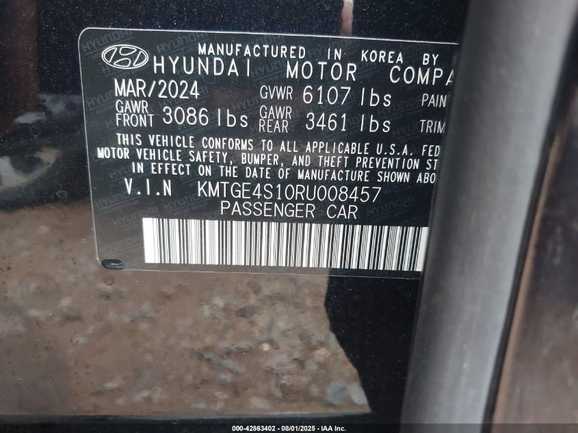 MANUFACTURED IN KOREA BY
HYUNDAI MOTOR COMPA
MAR/2024 GVWR 6107 lbs PAIN
GAWR FRONT 3086 lbs GAWR REAR 3461 lbs TRIM
THIS VEHICLE CONFORMS TO ALL APPLICABLE U.S.A. FED
MOTOR VEHICLE SAFETY, BUMPER, AND THEFT PREVENTION ST
IN EFFECT ON THE DATE OF MANUFACTURE SHOWN ABO
V.I.N KMTGE4S10RU008457
PASSENGER CAR
000-42863402 - 08/01/2025 - IAA Inc.